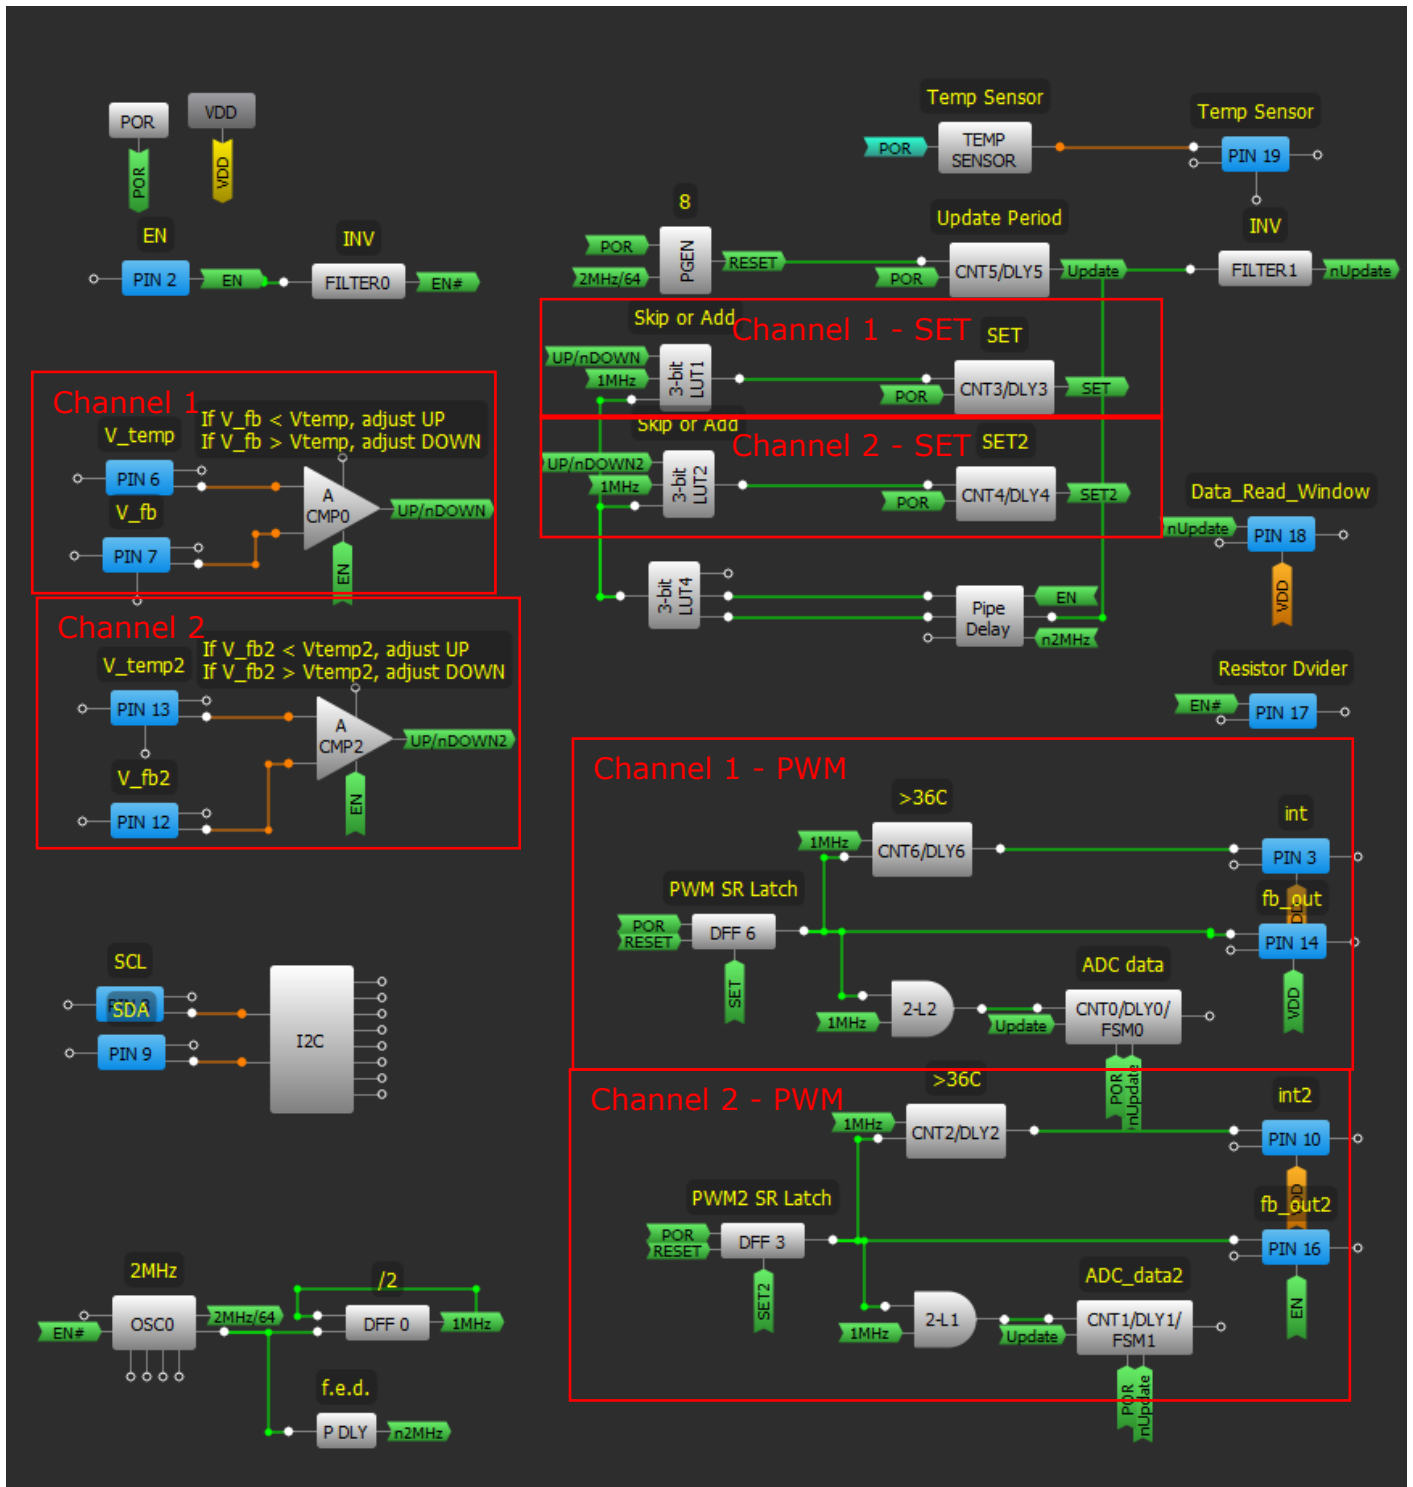 POR
VDD
POR
VDD
EN
PIN 2
EN
INV
FILTER0
EN#
Temp Sensor
POR
TEMP
SENSOR
Temp Sensor
PIN 19
8
POR
2MHz/64
PGEN
RESET
Update Period
POR
CNT5/DLY5
Update
INV
FILTER1
nUpdate
Skip or Add
Channel 1 - SET
UP/nDOWN
1MHz
3-bit
LUT1
SET
POR
CNT3/DLY3
SET
Skip or Add
Channel 2 - SET
UP/nDOWN2
1MHz
3-bit
LUT2
SET2
POR
CNT4/DLY4
SET2
3-bit
LUT4
Pipe
Delay
EN
n2MHz
Data_Read_Window
nUpdate
PIN 18
VDD
Resistor Dvider
EN#
PIN 17
Channel 1
If V_fb < Vtemp, adjust UP
If V_fb > Vtemp, adjust DOWN
V_temp
PIN 6
V_fb
PIN 7
A
CMP0
UP/nDOWN
EN
Channel 2
If V_fb2 < Vtemp2, adjust UP
If V_fb2 > Vtemp2, adjust DOWN
V_temp2
PIN 13
V_fb2
PIN 12
A
CMP2
UP/nDOWN2
EN
SCL
SDA
PIN 9
I2C
2MHz
EN#
OSC0
2MHz/64
/2
DFF 0
1MHz
f.e.d.
P DLY
n2MHz
Channel 1 - PWM
>36C
1MHz
CNT6/DLY6
int
PIN 3
PWM SR Latch
POR
RESET
DFF 6
SET
fb_out
PIN 14
VDD
1MHz
2-L2
ADC data
Update
CNT0/DLY0/
FSM0
POR
nUpdate
Channel 2 - PWM
>36C
1MHz
CNT2/DLY2
int2
PIN 10
PWM2 SR Latch
POR
RESET
DFF 3
SET2
fb_out2
PIN 16
EN
1MHz
2-L1
ADC_data2
Update
CNT1/DLY1/
FSM1
POR
nUpdate